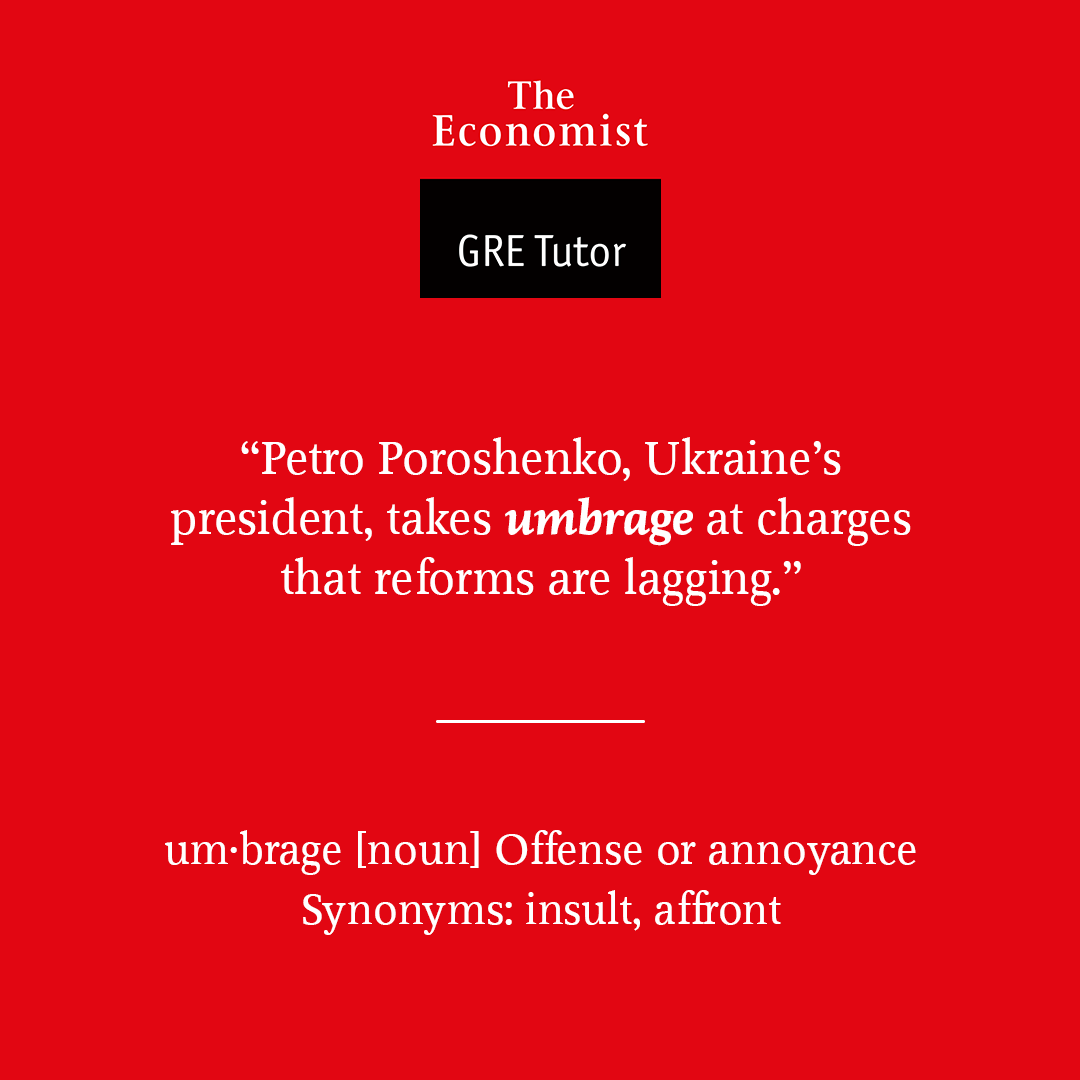 The
Economist
GRE Tutor
“Petro Poroshenko, Ukraine’s
president, takes umbrage at charges
that reforms are lagging.”
um·brage [noun] Offense or annoyance
Synonyms: insult, affront